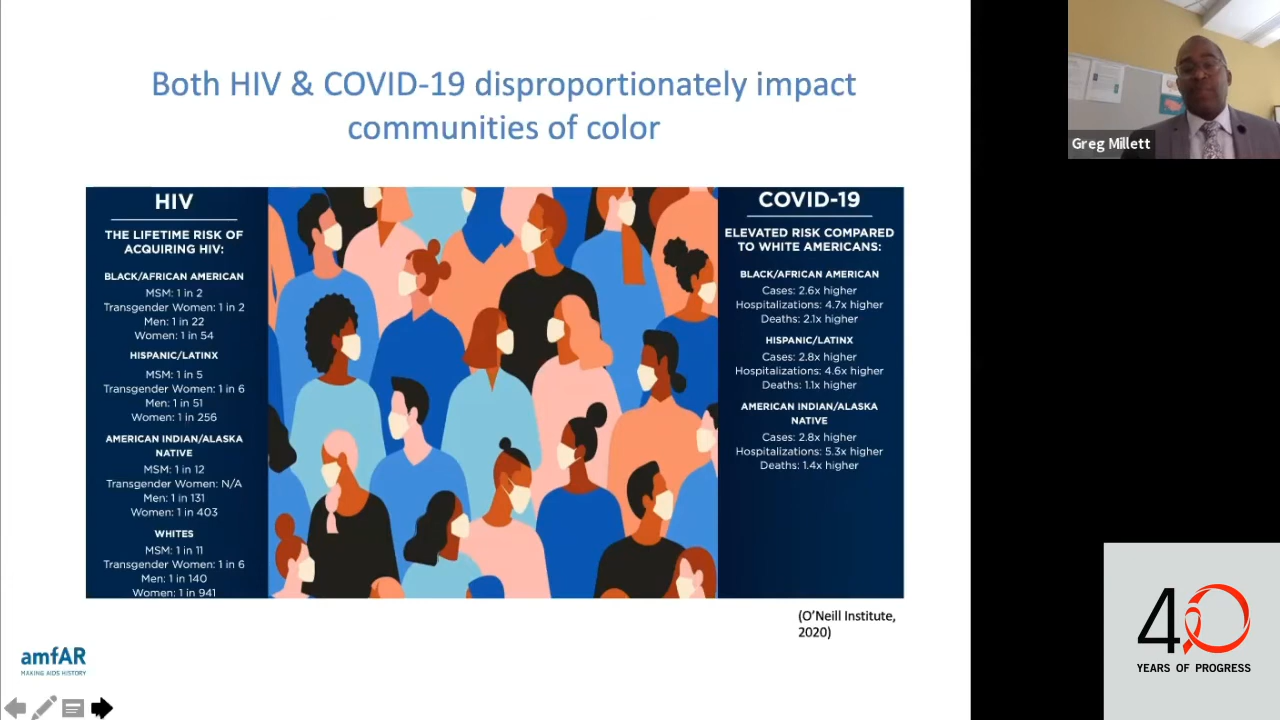 Both HIV & COVID-19 disproportionately impact
communities of color
HIV
THE LIFETIME RISK OF
ACQUIRING HIV:
BLACK/AFRICAN AMERICAN
MSM: 1 in 2
Transgender Women: 1 in 2
Men: 1 in 22
Women: 1 in 54
HISPANIC/LATINX
MSM: 1 in 5
Transgender Women: 1 in 6
Men: 1 in 51
Women: 1 in 256
AMERICAN INDIAN/ALASKA
NATIVE
MSM: 1 in 12
Transgender Women: N/A
Men: 1 in 131
Women: 1 in 403
WHITES
MSM: 1 in 11
Transgender Women: 1 in 6
Men: 1 in 140
Women: 1 in 941
COVID-19
ELEVATED RISK COMPARED
TO WHITE AMERICANS:
BLACK/AFRICAN AMERICAN
Cases: 2.6x higher
Hospitalizations: 4.7x higher
Deaths: 2.1x higher
HISPANIC/LATINX
Cases: 2.8x higher
Hospitalizations: 4.6x higher
Deaths: 1.1x higher
AMERICAN INDIAN/ALASKA
NATIVE
Cases: 2.8x higher
Hospitalizations: 5.3x higher
Deaths: 1.4x higher
(O'Neill Institute,
2020)
amfAR
MAKING AIDS HISTORY
Greg Millett
40
YEARS OF PROGRESS